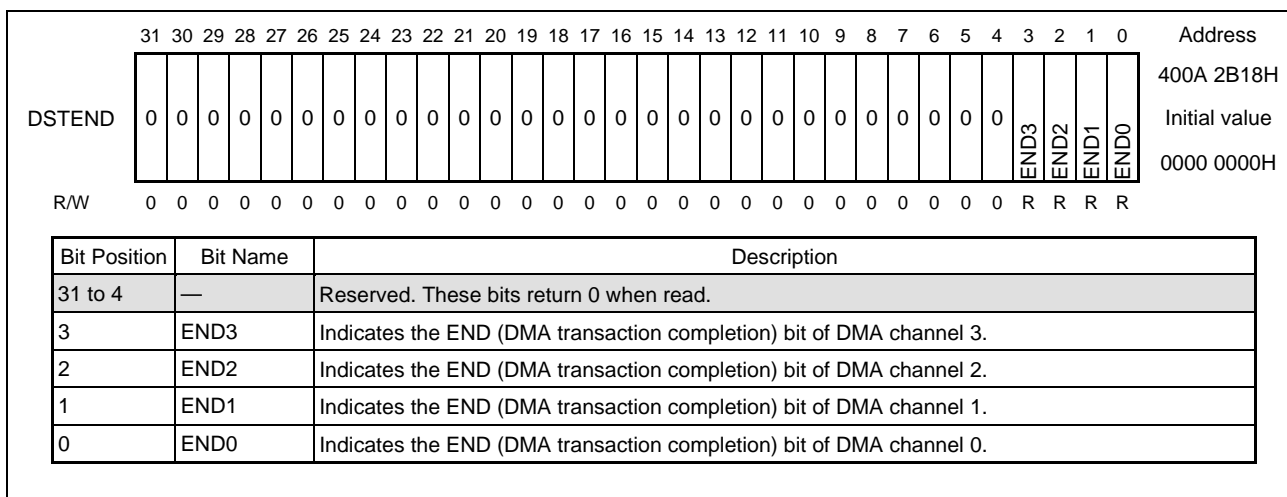 31 30 29 28 27 26 25 24 23 22 21 20 19 18 17 16 15 14 13 12 11 10 9 8 7 6 5 4 3 2 1 0 Address
400A 2B18H
DSTEND 0 0 0 0 0 0 0 0 0 0 0 0 0 0 0 0 0 0 0 0 0 0 0 0 0 0 0 0 END3 END2 END1 END0 Initial value
0000 0000H
R/W 0 0 0 0 0 0 0 0 0 0 0 0 0 0 0 0 0 0 0 0 0 0 0 0 0 0 0 0 R R R R
Bit Position Bit Name Description
31 to 4 — Reserved. These bits return 0 when read.
3 END3 Indicates the END (DMA transaction completion) bit of DMA channel 3.
2 END2 Indicates the END (DMA transaction completion) bit of DMA channel 2.
1 END1 Indicates the END (DMA transaction completion) bit of DMA channel 1.
0 END0 Indicates the END (DMA transaction completion) bit of DMA channel 0.